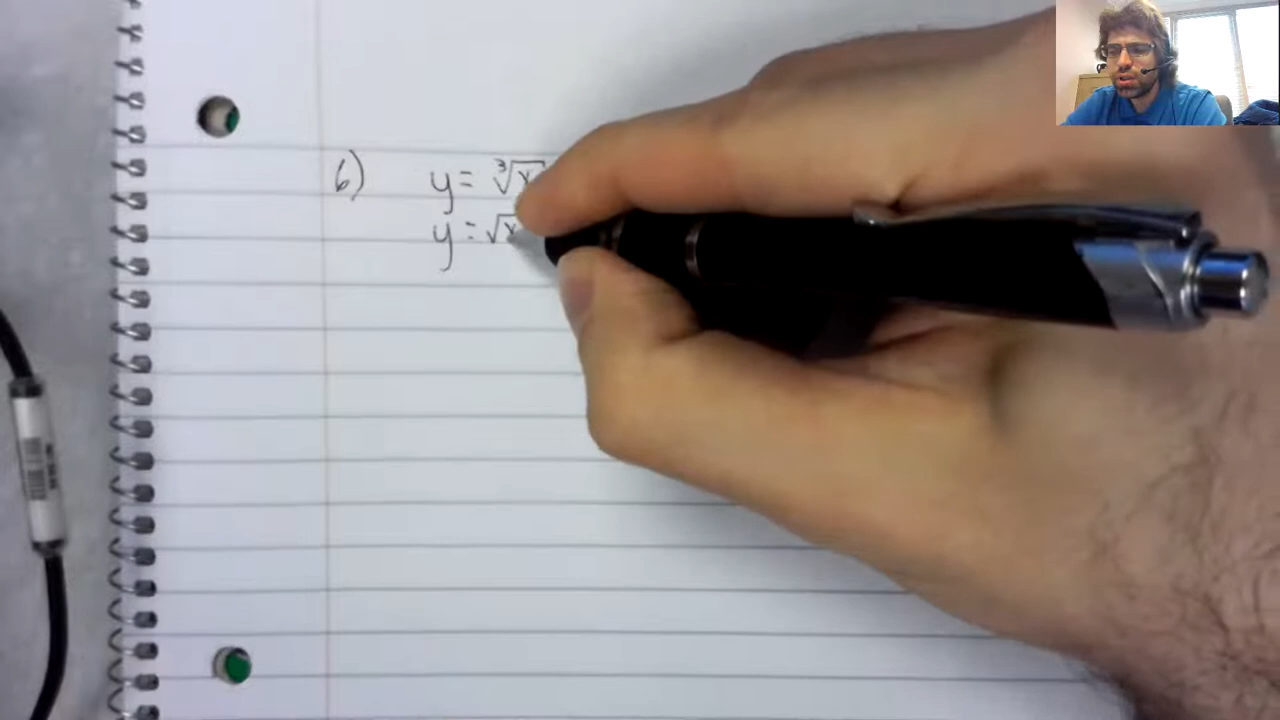 6) y = ∛x
y = √x